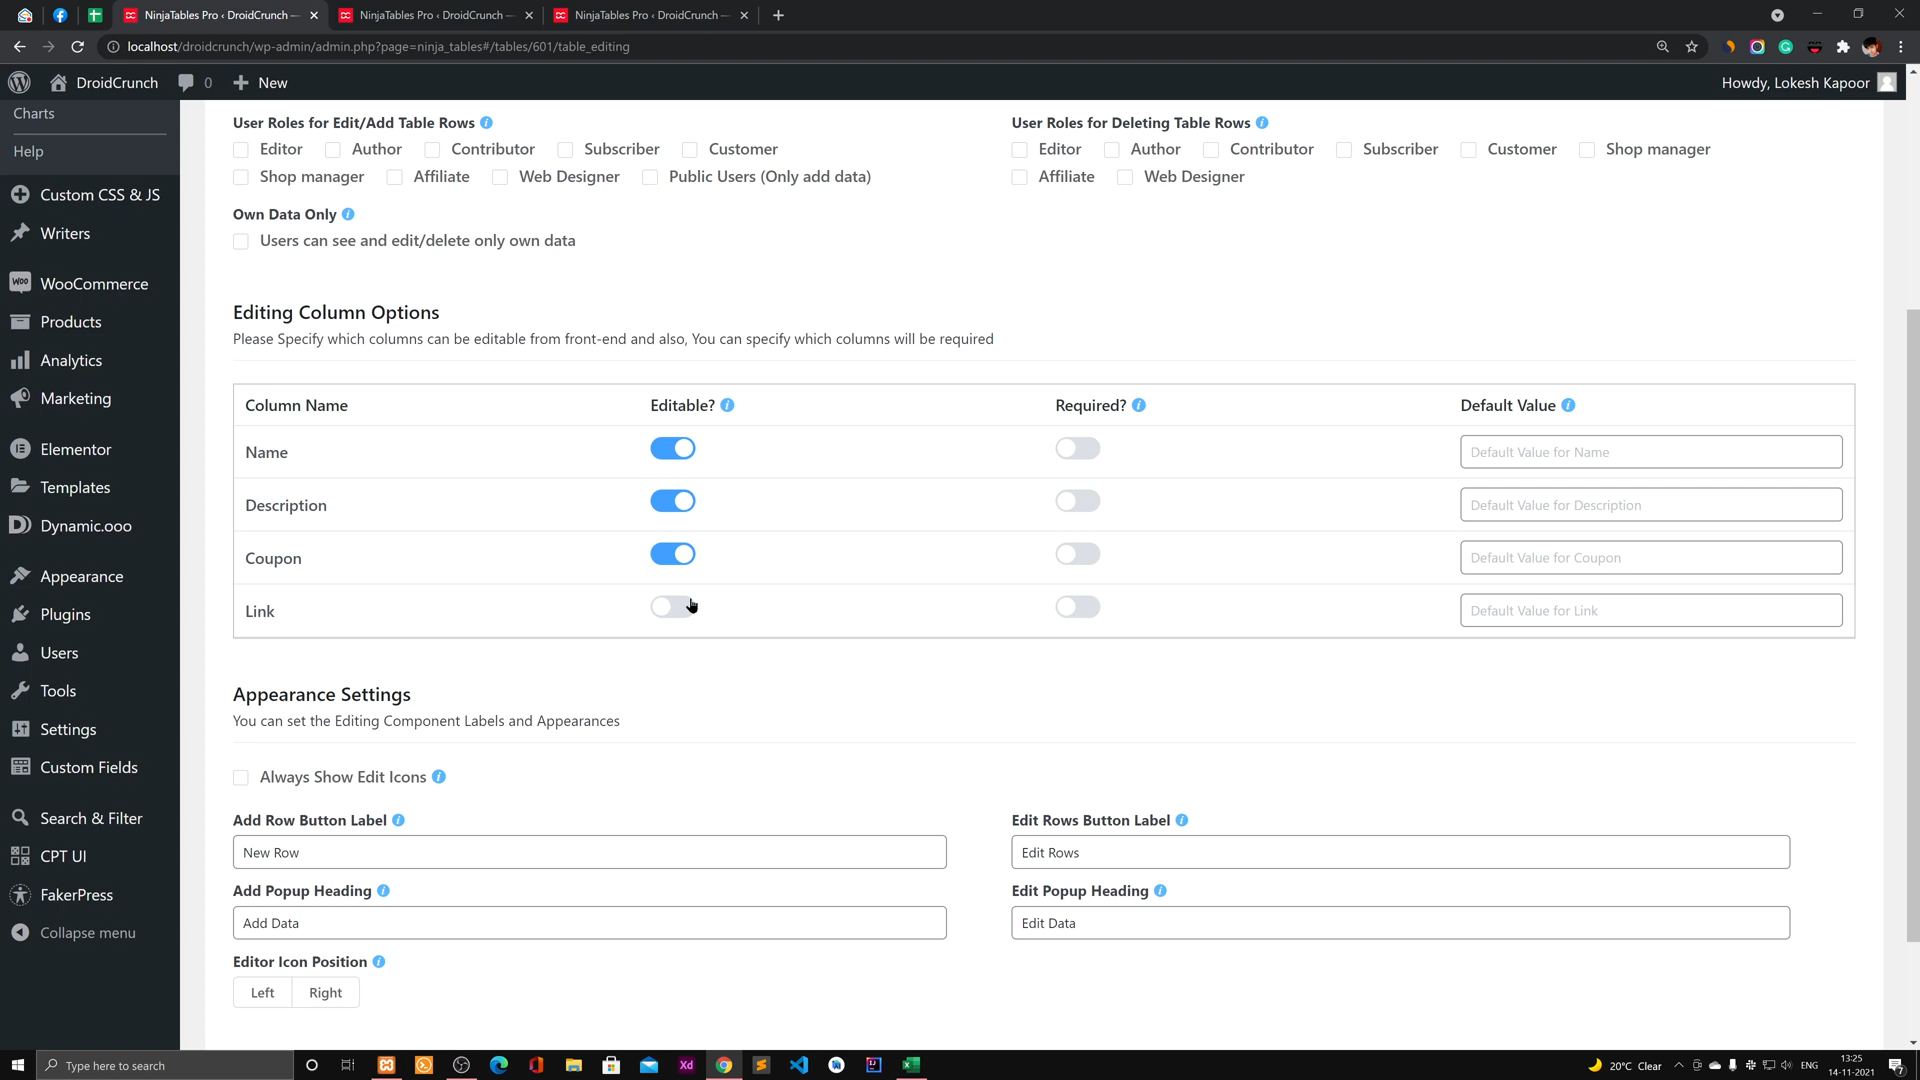 NinjaTables Pro ‹ DroidCrunch —
NinjaTables Pro ‹ DroidCrunch —
NinjaTables Pro ‹ DroidCrunch —
localhost/droidcrunch/wp-admin/admin.php?page=ninja_tables#/tables/601/table_editing
DroidCrunch
0
New
Howdy, Lokesh Kapoor
Charts
Help
Custom CSS & JS
Writers
WooCommerce
Products
Analytics
Marketing
Elementor
Templates
Dynamic.ooo
Appearance
Plugins
Users
Tools
Settings
Custom Fields
Search & Filter
CPT UI
FakerPress
Collapse menu
User Roles for Edit/Add Table Rows
Editor Author Contributor Subscriber Customer
Shop manager Affiliate Web Designer Public Users (Only add data)
User Roles for Deleting Table Rows
Editor Author Contributor Subscriber Customer Shop manager
Affiliate Web Designer
Own Data Only
Users can see and edit/delete only own data
Editing Column Options
Please Specify which columns can be editable from front-end and also, You can specify which columns will be required
Column Name Editable? Required? Default Value
Name Default Value for Name
Description Default Value for Description
Coupon Default Value for Coupon
Link Default Value for Link
Appearance Settings
You can set the Editing Component Labels and Appearances
Always Show Edit Icons
Add Row Button Label
New Row
Edit Rows Button Label
Edit Rows
Add Popup Heading
Add Data
Edit Popup Heading
Edit Data
Editor Icon Position
Left Right
Type here to search
Xd
20°C Clear
ENG
13:25
14-11-2021
7